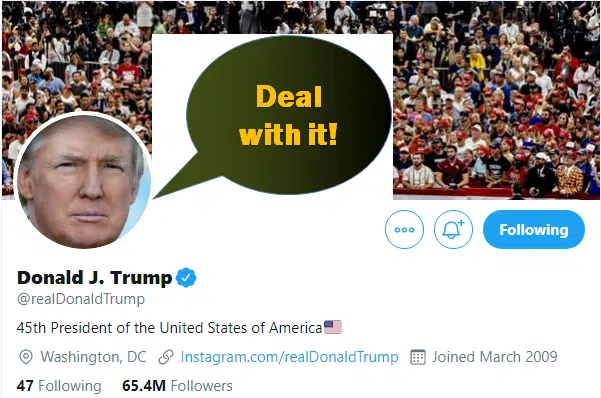 Deal
with it!
Following
Donald J. Trump
@realDonaldTrump
45th President of the United States of America🇺🇸
Washington, DC Instagram.com/realDonaldTrump Joined March 2009
47 Following 65.4M Followers